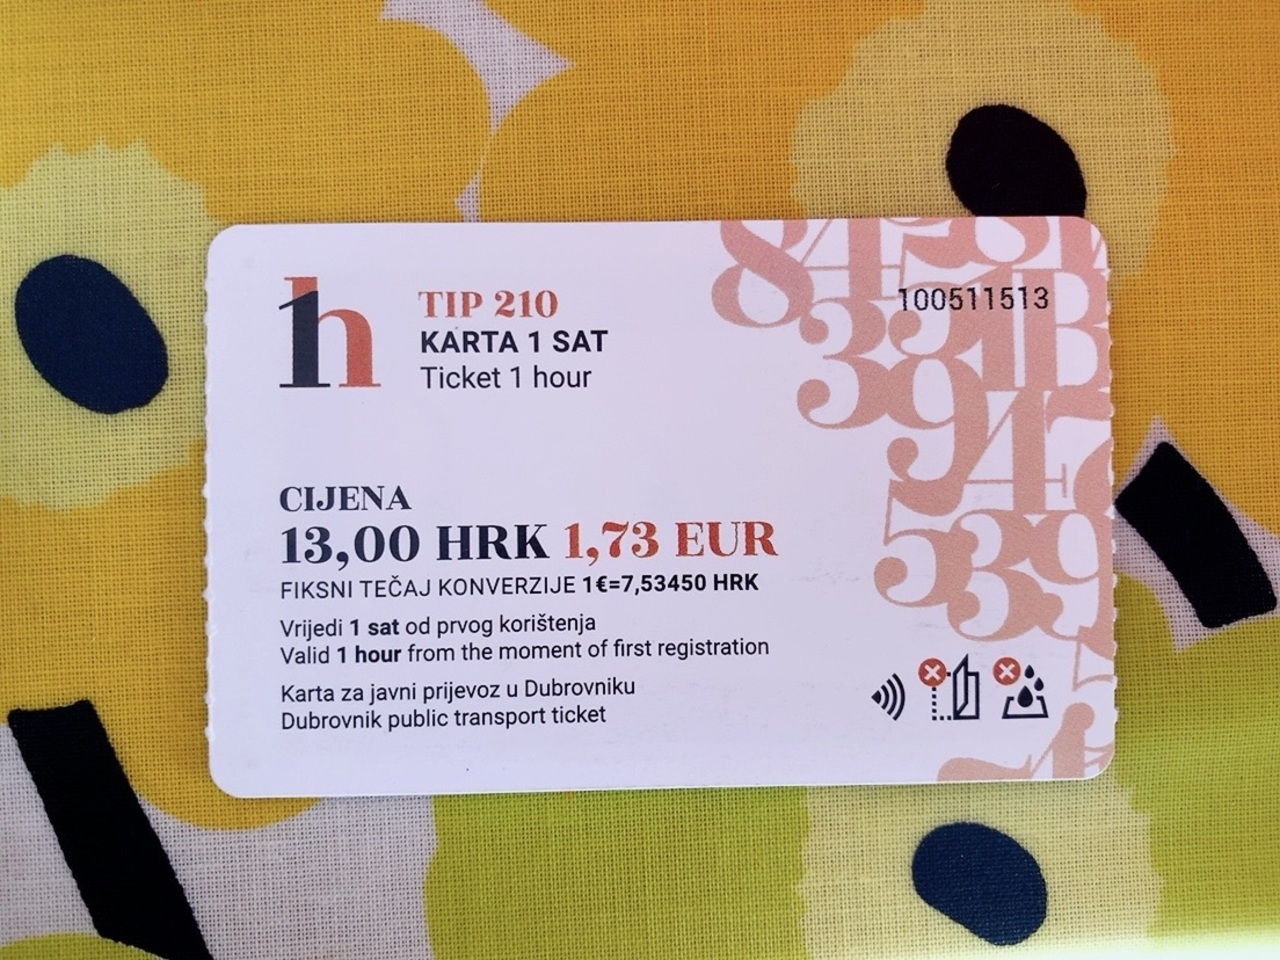 1h
TIP 210
KARTA 1 SAT
Ticket 1 hour
100511513
CIJENA
13,00 HRK 1,73 EUR
FIKSNI TEČAJ KONVERZIJE 1€=7,53450 HRK
Vrijedi 1 sat od prvog korištenja
Valid 1 hour from the moment of first registration
Karta za javni prijevoz u Dubrovniku
Dubrovnik public transport ticket